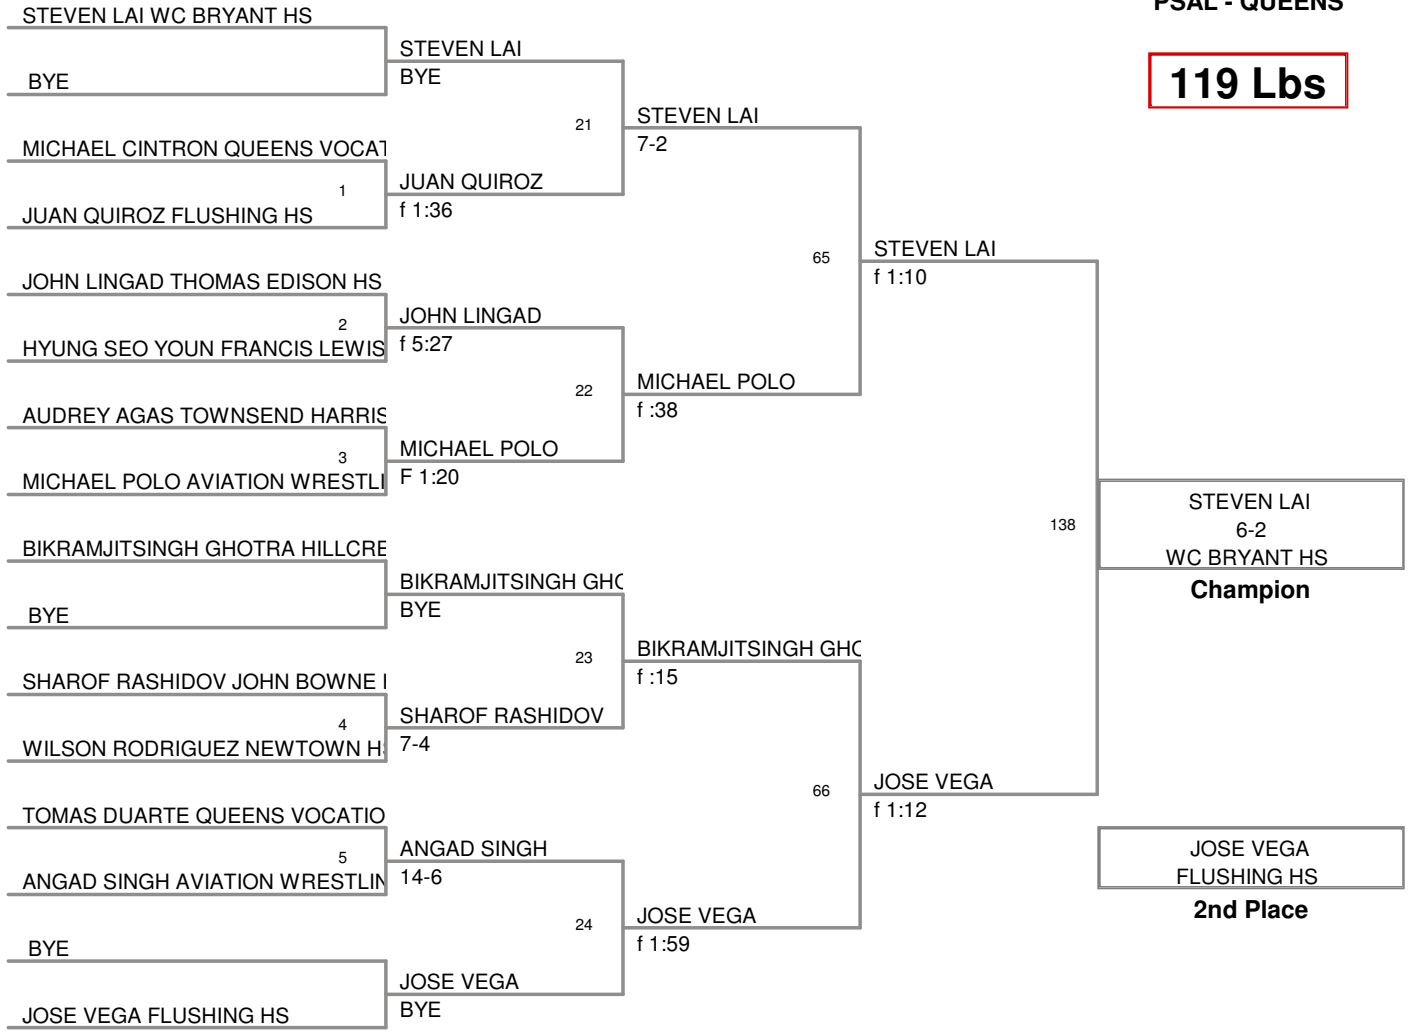 PSAL - QUEENS
119 Lbs
STEVEN LAI WC BRYANT HS
BYE
MICHAEL CINTRON QUEENS VOCAT
1
JUAN QUIROZ FLUSHING HS
JOHN LINGAD THOMAS EDISON HS
2
HYUNG SEO YOUN FRANCIS LEWIS
AUDREY AGAS TOWNSEND HARRIS
3
MICHAEL POLO AVIATION WRESTLI
BIKRAMJITSINGH GHOTRA HILLCRE
BYE
SHAROF RASHIDOV JOHN BOWNE
4
WILSON RODRIGUEZ NEWTOWN HS
TOMAS DUARTE QUEENS VOCATIO
5
ANGAD SINGH AVIATION WRESTLIN
BYE
JOSE VEGA FLUSHING HS
STEVEN LAI
BYE
21
JUAN QUIROZ
f 1:36
JOHN LINGAD
f 5:27
22
MICHAEL POLO
F 1:20
BIKRAMJITSINGH GHO
BYE
23
SHAROF RASHIDOV
7-4
ANGAD SINGH
14-6
24
JOSE VEGA
BYE
STEVEN LAI
7-2
65
MICHAEL POLO
f :38
BIKRAMJITSINGH GHO
f :15
66
JOSE VEGA
f 1:59
STEVEN LAI
f 1:10
138
JOSE VEGA
f 1:12
STEVEN LAI
6-2
WC BRYANT HS
Champion
JOSE VEGA
FLUSHING HS
2nd Place